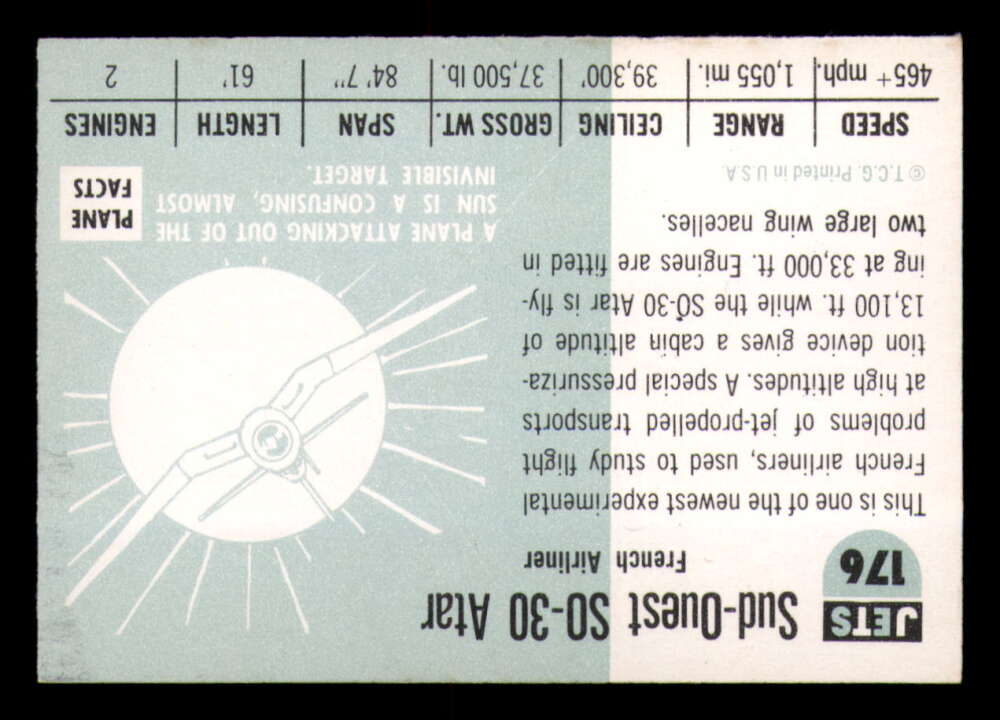 JETS
176
Sud-Ouest SO-30 Atar
French Airliner
This is one of the newest experimental
French airliners, used to study flight
problems of jet-propelled transports
at high altitudes. A special pressuriza-
tion device gives a cabin altitude of
13,100 ft. while the SO-30 Atar is fly-
ing at 33,000 ft. Engines are fitted in
two large wing nacelles.
© T.C.G. Printed in U.S.A.
A PLANE ATTACKING OUT OF THE
SUN IS A CONFUSING, ALMOST
INVISIBLE TARGET.
PLANE
FACTS
SPEED RANGE CEILING GROSS WT. SPAN LENGTH ENGINES
465+ mph. 1,055 mi. 39,300' 37,500 lb. 84' 7" 61' 2